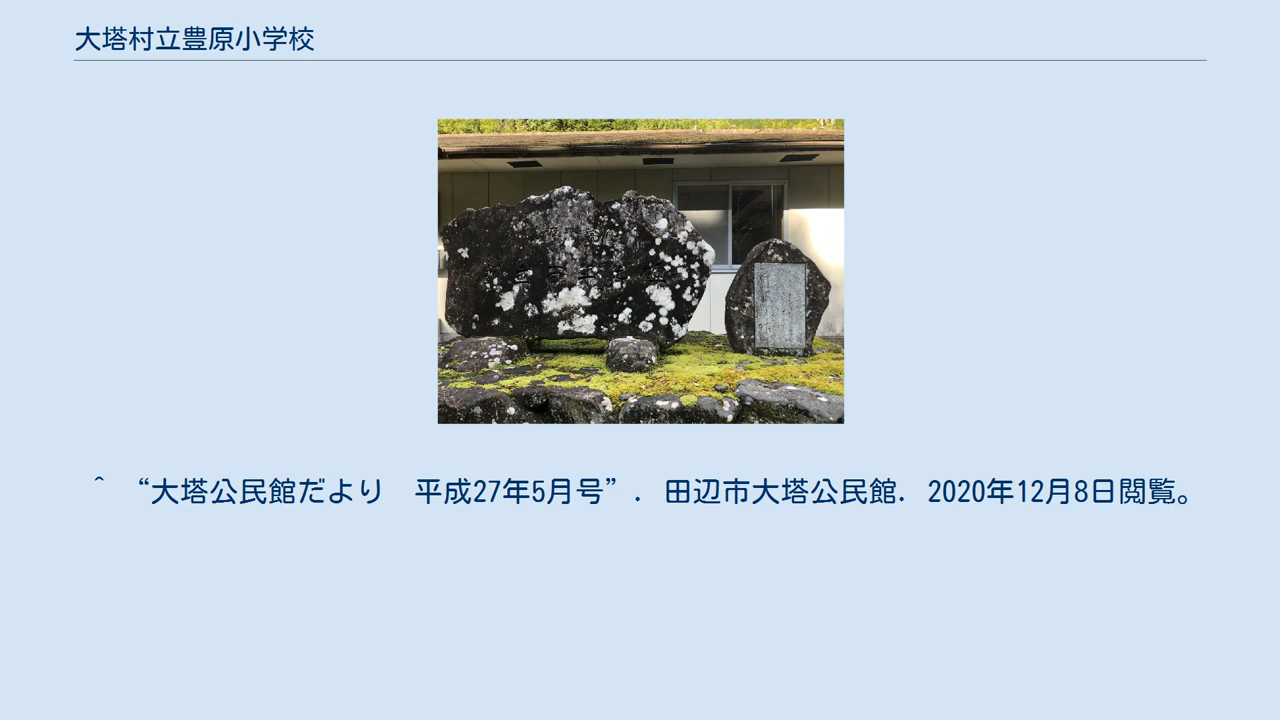 大塔村立豊原小学校
^ “大塔公民館だより　平成27年5月号”. 田辺市大塔公民館. 2020年12月8日閲覧。